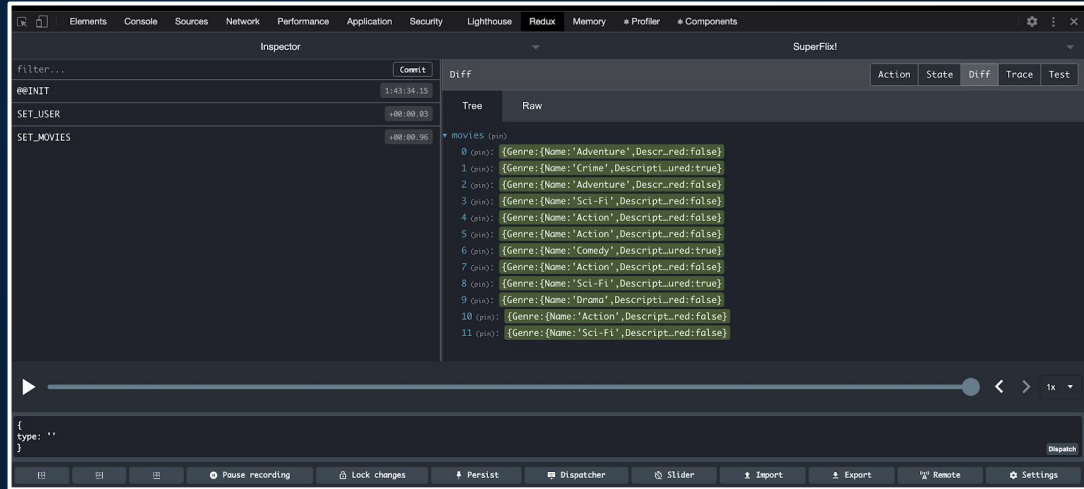 Elements Console Sources Network Performance Application Security Lighthouse Redux Memory Profiler Components
Inspector SuperFlix!
filter... Commit Diff Action State Diff Trace Test
@@INIT 1:43:34.15
Tree Raw
SET_USER +00:00.03
SET_MOVIES +00:00.96
movies (pin)
0 (pin): {Genre:{Name:'Adventure',Descr…red:false}
1 (pin): {Genre:{Name:'Crime',Descripti…ured:true}
2 (pin): {Genre:{Name:'Adventure',Descr…red:false}
3 (pin): {Genre:{Name:'Sci-Fi',Descript…red:false}
4 (pin): {Genre:{Name:'Action',Descript…red:false}
5 (pin): {Genre:{Name:'Action',Descript…red:false}
6 (pin): {Genre:{Name:'Comedy',Descript…ured:true}
7 (pin): {Genre:{Name:'Action',Descript…red:false}
8 (pin): {Genre:{Name:'Sci-Fi',Descript…ured:true}
9 (pin): {Genre:{Name:'Drama',Descripti…red:false}
10 (pin): {Genre:{Name:'Action',Descript…red:false}
11 (pin): {Genre:{Name:'Sci-Fi',Descript…red:false}
1x
{
type: ''
}
Dispatch
Pause recording Lock changes Persist Dispatcher Slider Import Export Remote Settings